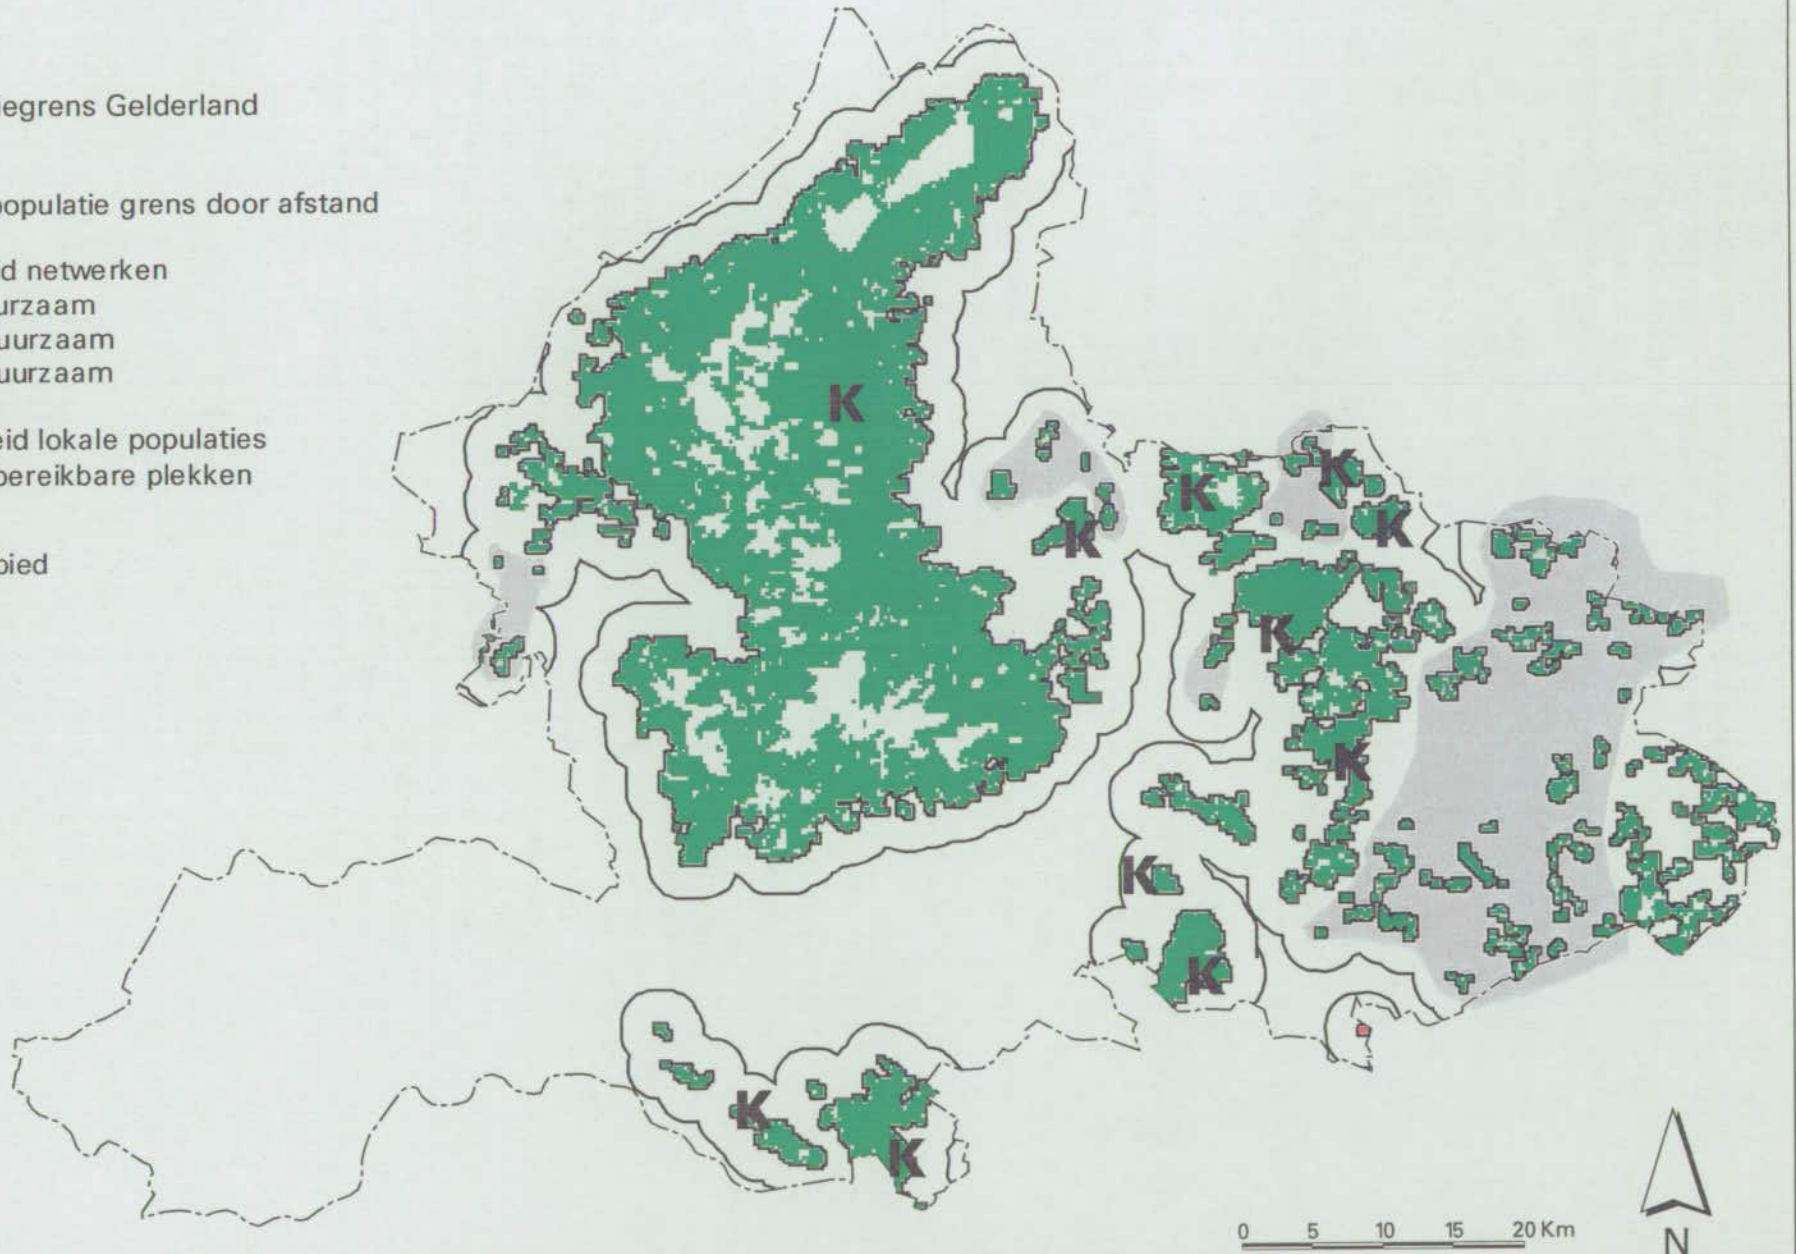 iegrens Gelderland
populatie grens door afstand
d netwerken
urzaam
uurzaam
uurzaam
eid lokale populaties
bereikbare plekken
bied
K
K
K
K
K
K
K
K
K
K
K
0 5 10 15 20 Km
N